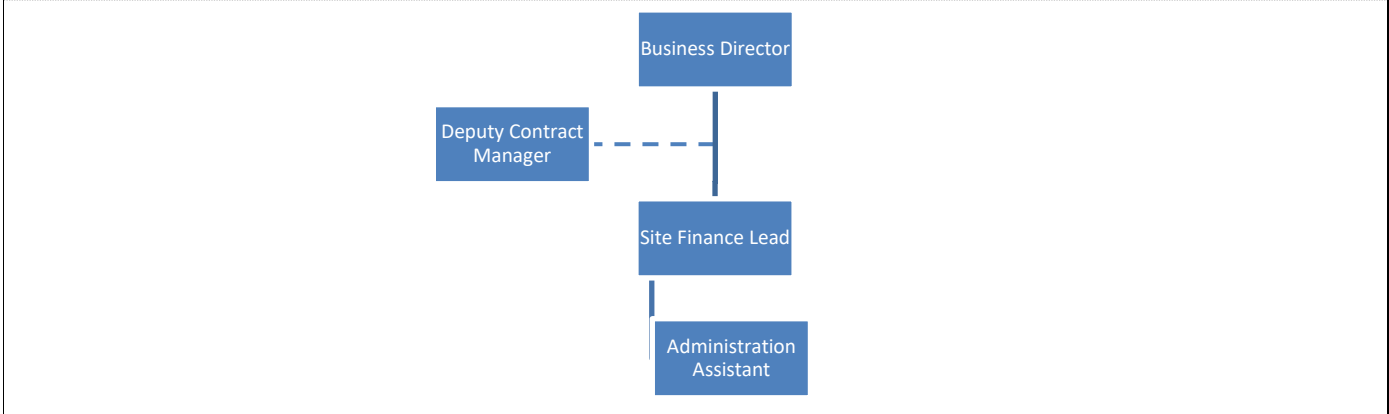 Business Director
Deputy Contract
Manager
Site Finance Lead
Administration
Assistant